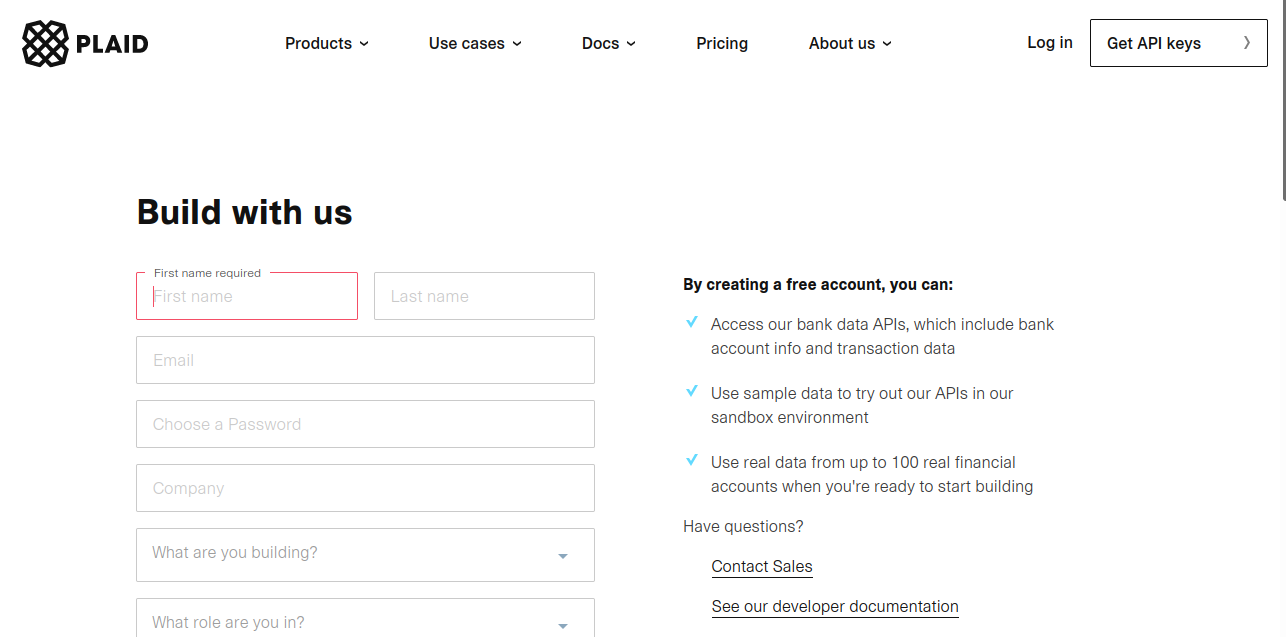 PLAID
Products
Use cases
Docs
Pricing
About us
Log in
Get API keys
Build with us
First name required
First name
Last name
Email
Choose a Password
Company
What are you building?
What role are you in?
By creating a free account, you can:
Access our bank data APIs, which include bank
account info and transaction data
Use sample data to try out our APIs in our
sandbox environment
Use real data from up to 100 real financial
accounts when you're ready to start building
Have questions?
Contact Sales
See our developer documentation